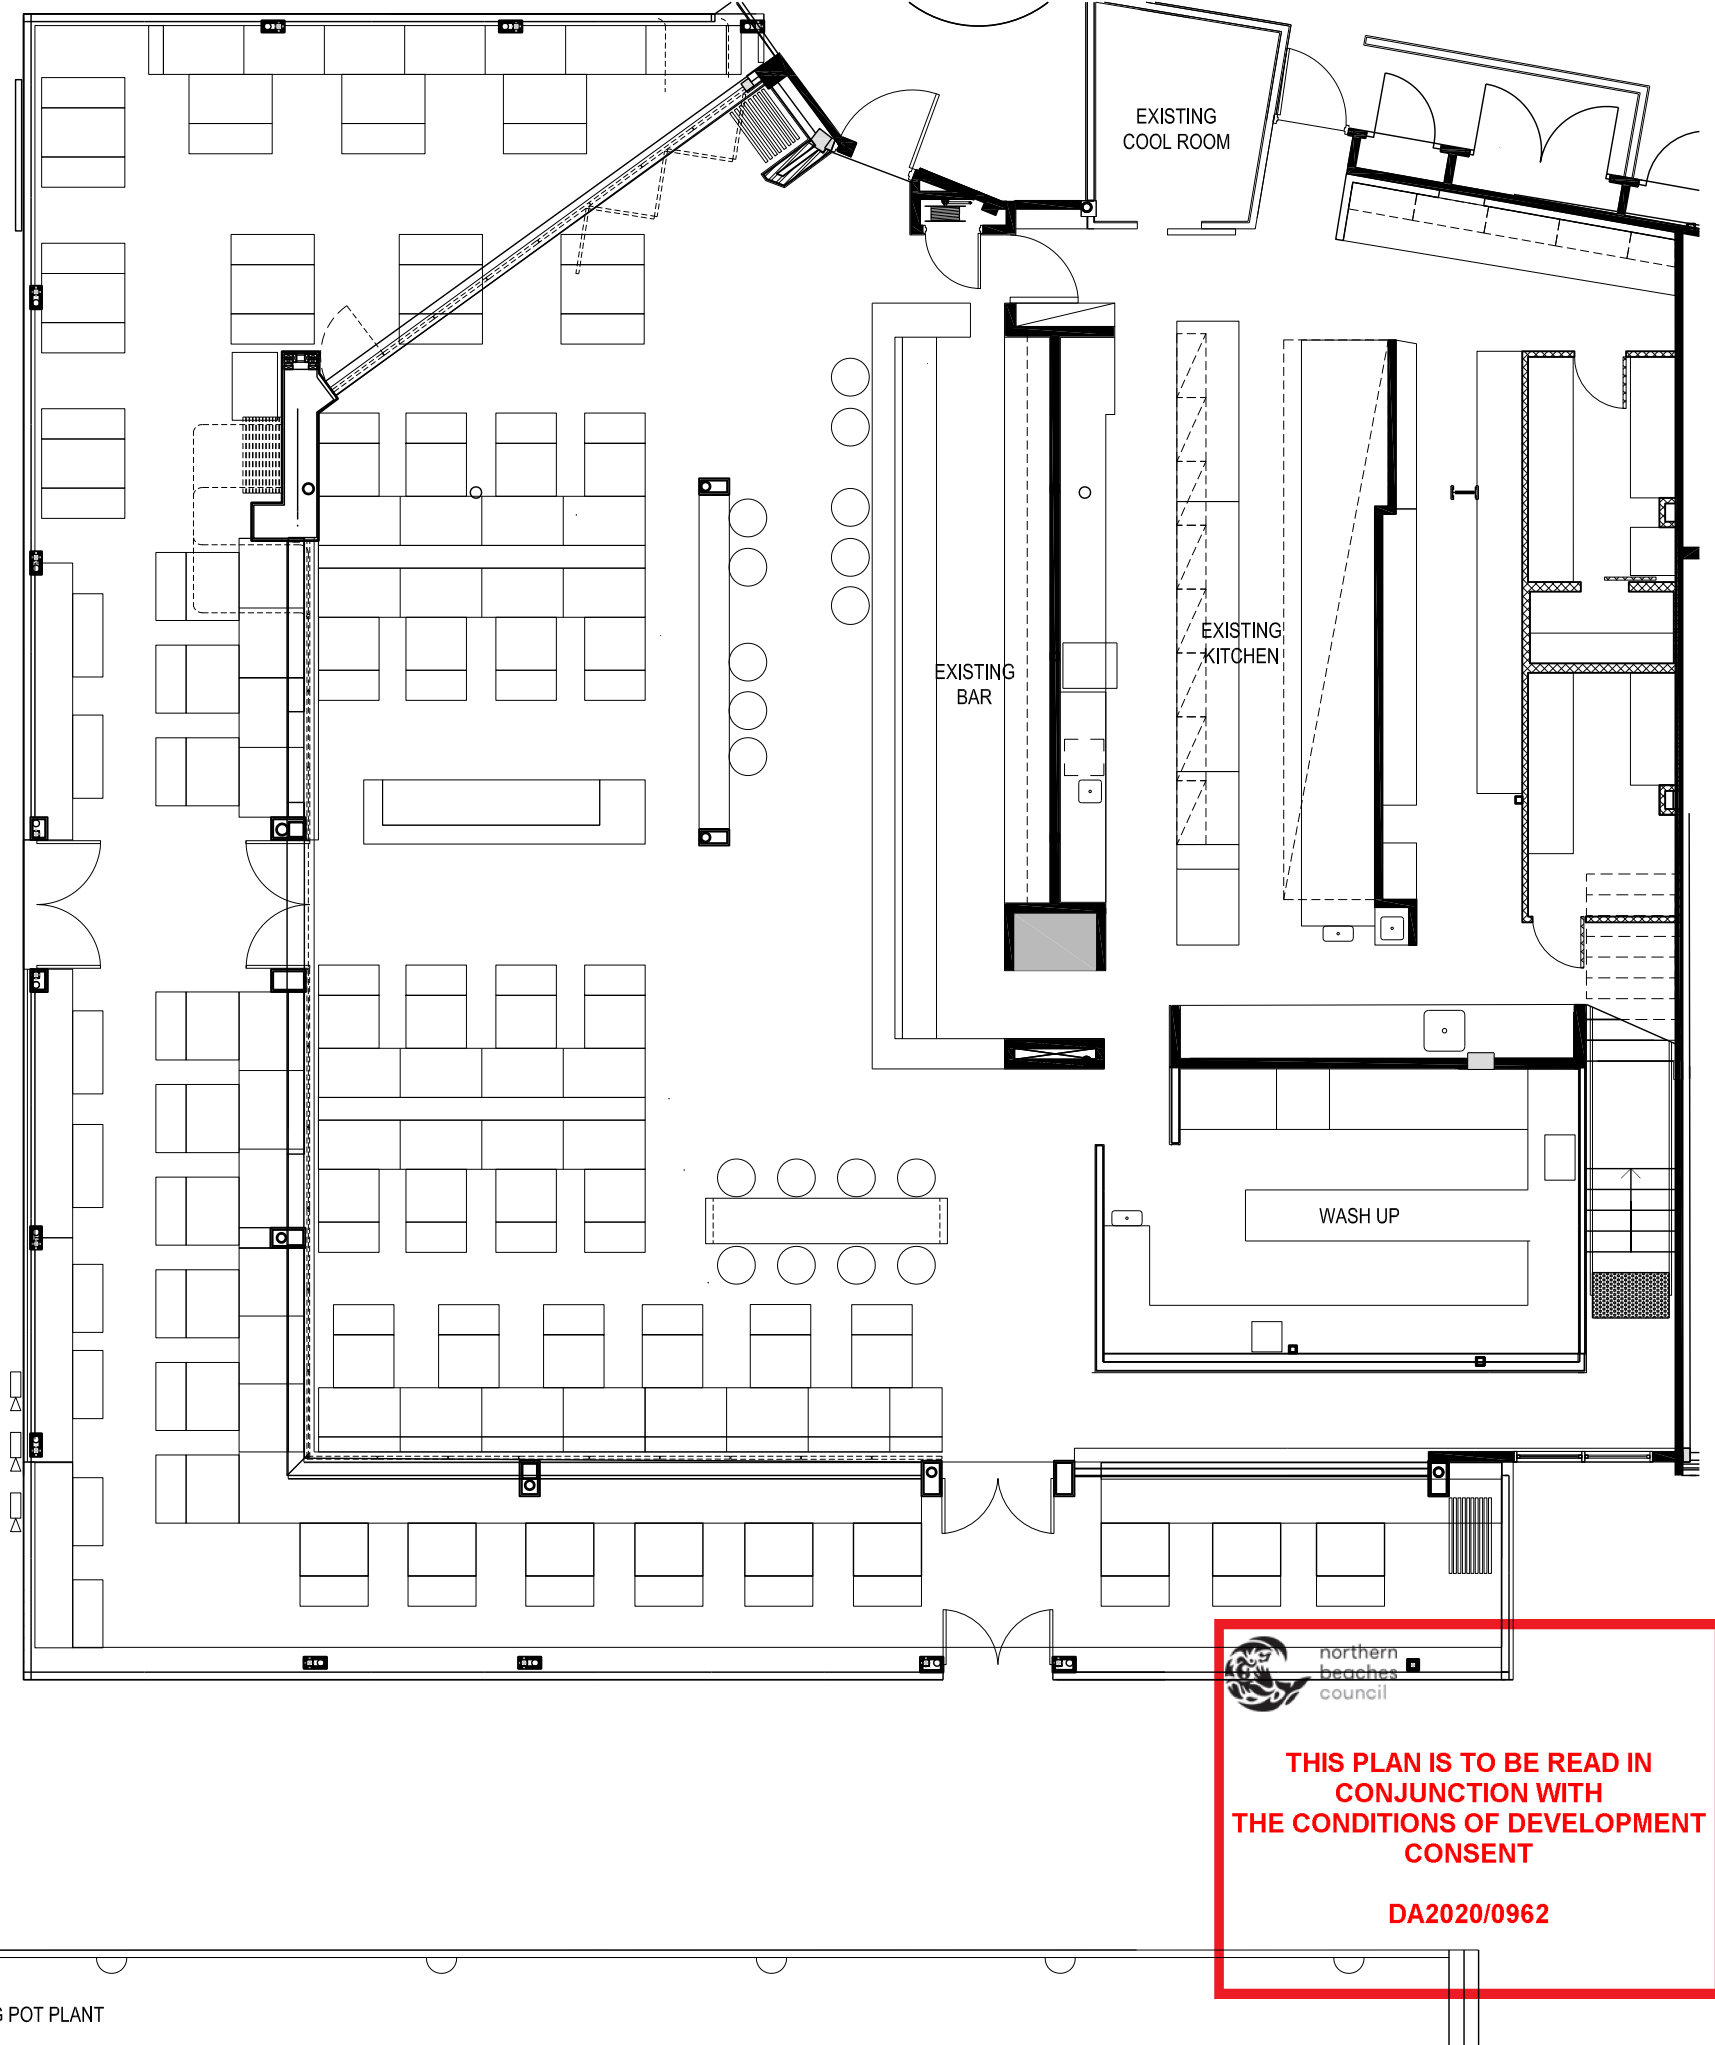 EXISTING
COOL ROOM
EXISTING
KITCHEN
EXISTING
BAR
WASH UP
northern
beaches
council
THIS PLAN IS TO BE READ IN
CONJUNCTION WITH
THE CONDITIONS OF DEVELOPMENT
CONSENT
DA2020/0962
POT PLANT